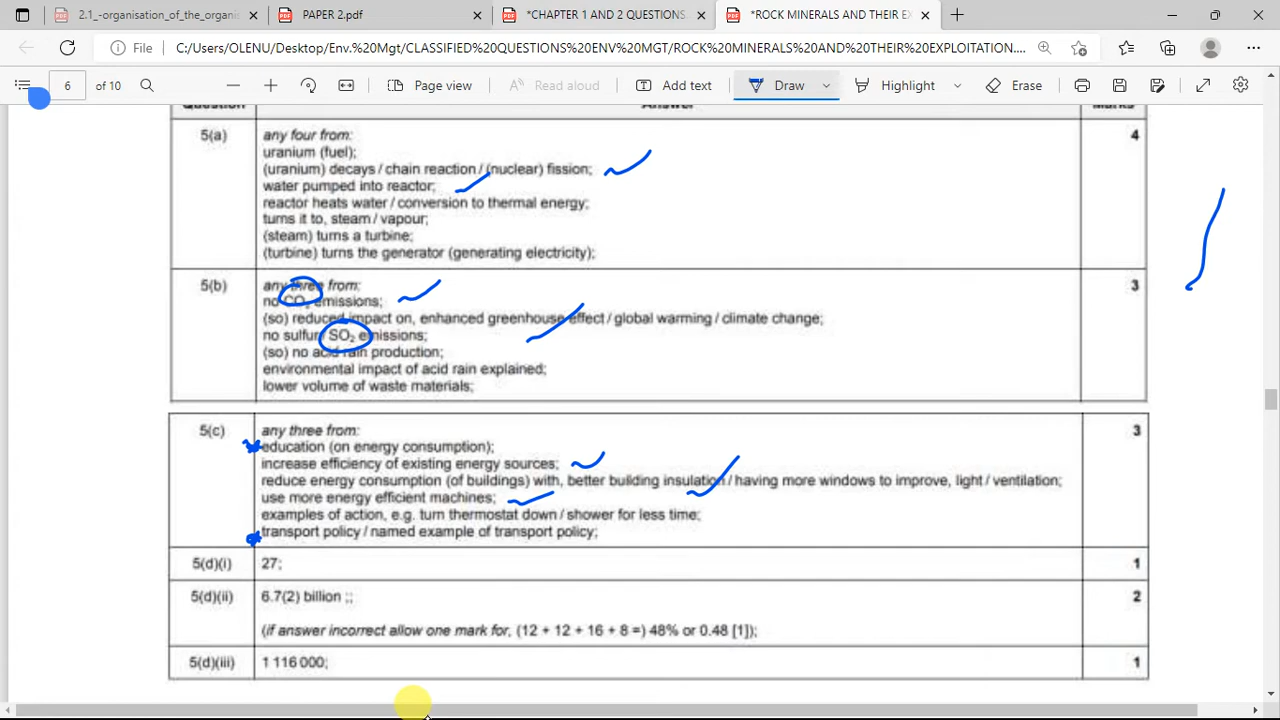 2.1_-organisation_of_the_organi
PAPER 2.pdf
*CHAPTER 1 AND 2 QUESTIONS.
*ROCK MINERALS AND THEIR EX
File
C:/Users/OLENU/Desktop/Env.%20Mgt/CLASSIFIED%20QUESTIONS%20ENV%20MGT/ROCK%20MINERALS%20AND%20THEIR%20EXPLOITATION....
6 of 10
Page view
Read aloud
Add text
Draw
Highlight
Erase
Question Answer Marks
5(a) any four from: 4
uranium (fuel);
(uranium) decays / chain reaction / (nuclear) fission;
water pumped into reactor;
reactor heats water / conversion to thermal energy;
turns it to, steam / vapour;
(steam) turns a turbine;
(turbine) turns the generator (generating electricity);
5(b) any three from: 3
no CO2 emissions;
(so) reduced impact on, enhanced greenhouse effect / global warming / climate change;
no sulfur/ SO2 emissions;
(so) no acid rain production;
environmental impact of acid rain explained;
lower volume of waste materials;
5(c) any three from: 3
education (on energy consumption);
increase efficiency of existing energy sources;
reduce energy consumption (of buildings) with, better building insulation / having more windows to improve, light / ventilation;
use more energy efficient machines;
examples of action, e.g. turn thermostat down / shower for less time;
transport policy / named example of transport policy;
5(d)(i) 27; 1
5(d)(ii) 6.7(2) billion ;; 2
(if answer incorrect allow one mark for, (12 + 12 + 16 + 8 =) 48% or 0.48 [1]);
5(d)(iii) 1 116 000; 1